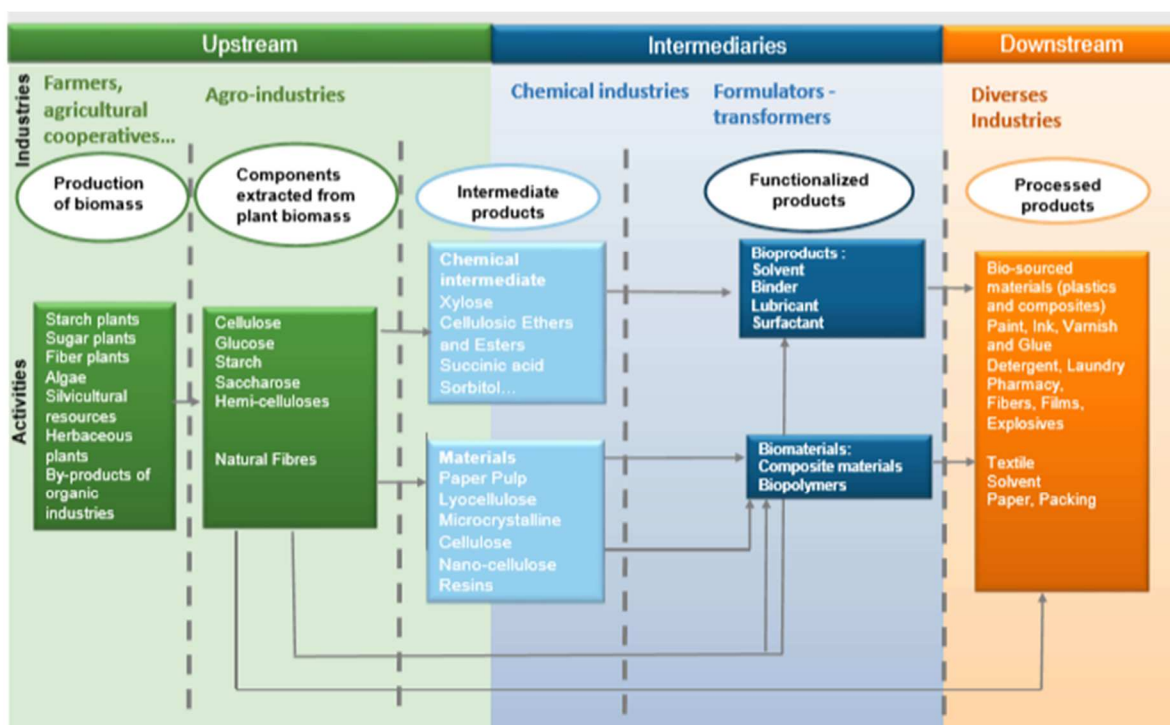 Upstream
Intermediaries
Downstream
Industries
Farmers,
agricultural
cooperatives...
Agro-industries
Chemical industries
Formulators -
transformers
Diverses
Industries
Production
of biomass
Components
extracted from
plant biomass
Intermediate
products
Functionalized
products
Processed
products
Activities
Starch plants
Sugar plants
Fiber plants
Algae
Silvicultural
resources
Herbaceous
plants
By-products of
organic
industries
Cellulose
Glucose
Starch
Saccharose
Hemi-celluloses
Natural Fibres
Chemical
intermediate
Xylose
Cellulosic Ethers
and Esters
Succinic acid
Sorbitol...
Materials
Paper Pulp
Lyocellulose
Microcrystalline
Cellulose
Nano-cellulose
Resins
Bioproducts :
Solvent
Binder
Lubricant
Surfactant
Biomaterials:
Composite materials
Biopolymers
Bio-sourced
materials (plastics
and composites)
Paint, Ink, Varnish
and Glue
Detergent, Laundry
Pharmacy,
Fibers, Films,
Explosives
Textile
Solvent
Paper, Packing